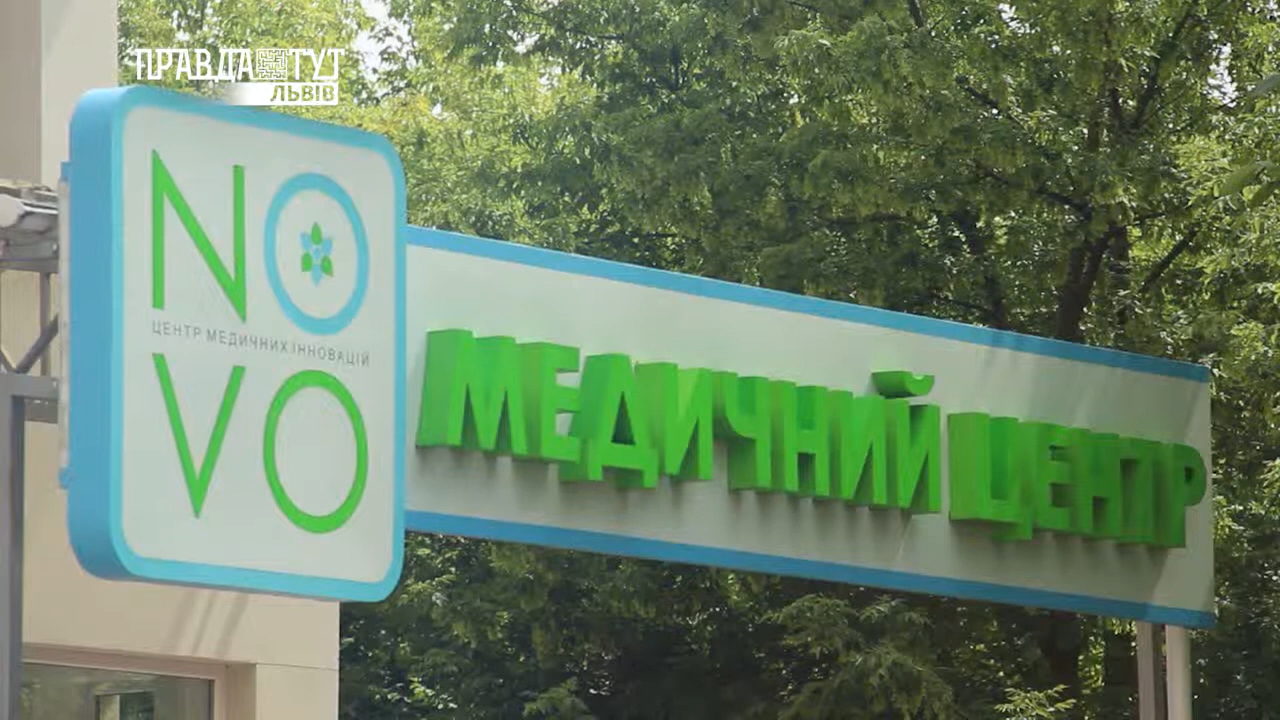 ПРАВДА ТУТ
ЛЬВІВ
NO
ЦЕНТР МЕДИЧНИХ ІННОВАЦІЙ
VO
МЕДИЧНИЙ ЦЕНТР